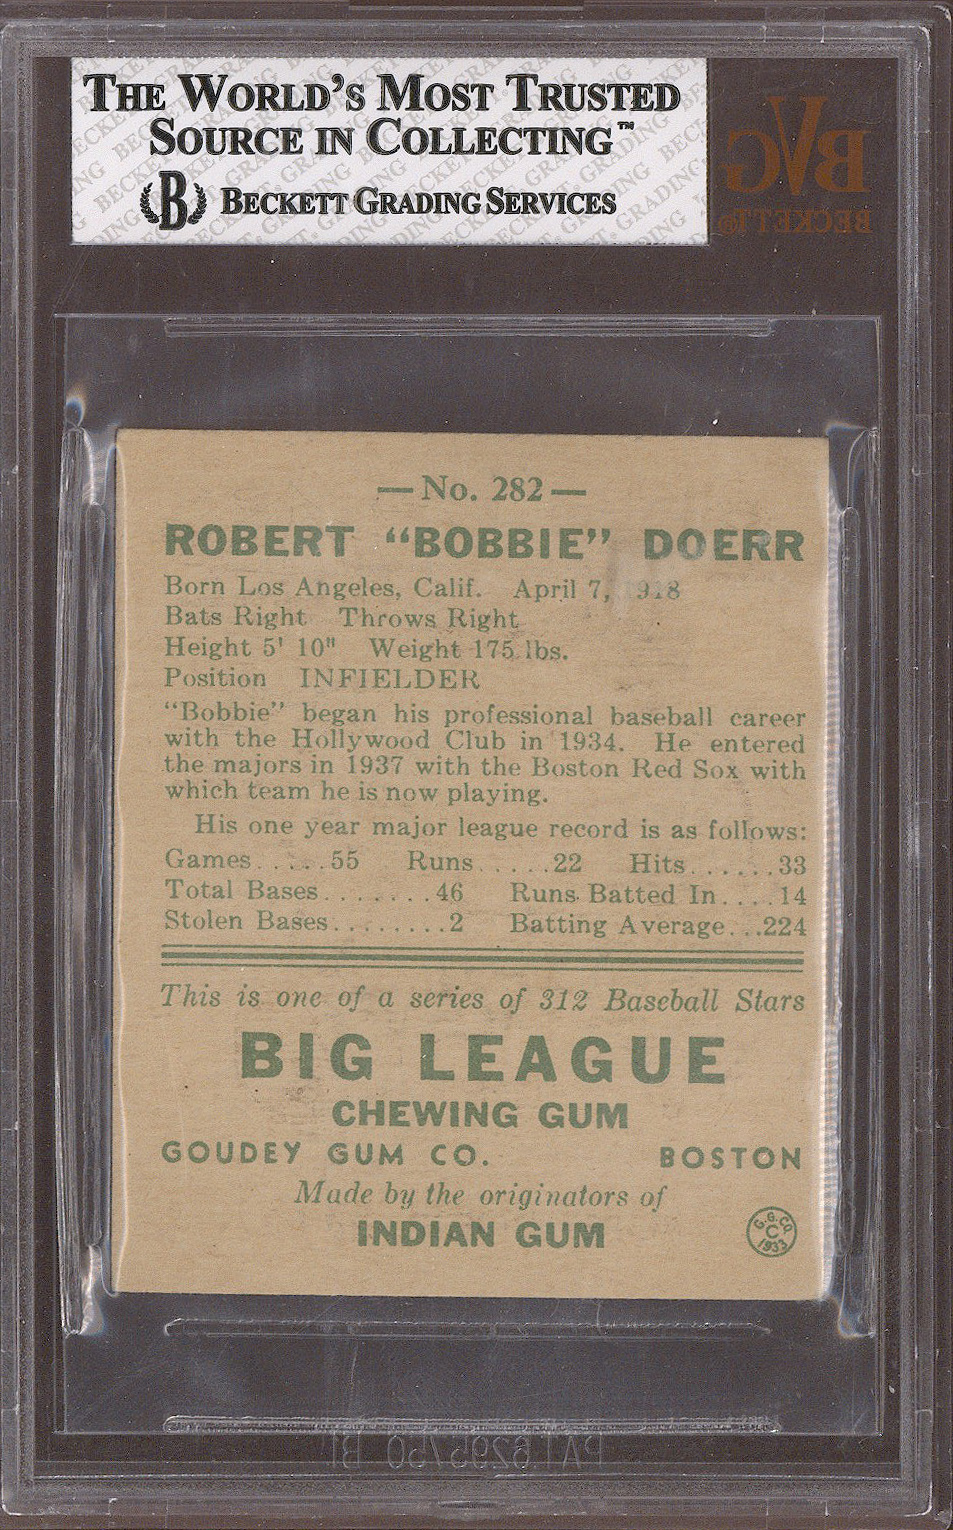 THE WORLD'S MOST TRUSTED
SOURCE IN COLLECTING™
B BECKETT GRADING SERVICES
BVG
BECKETT®
— No. 282 —
ROBERT “BOBBIE” DOERR
Born Los Angeles, Calif. April 7, 1918
Bats Right Throws Right
Height 5' 10" Weight 175 lbs.
Position INFIELDER
“Bobbie” began his professional baseball career
with the Hollywood Club in 1934. He entered
the majors in 1937 with the Boston Red Sox with
which team he is now playing.
His one year major league record is as follows:
Games.....55 Runs.....22 Hits......33
Total Bases.......46 Runs Batted In....14
Stolen Bases........2 Batting Average...224
This is one of a series of 312 Baseball Stars
BIG LEAGUE
CHEWING GUM
GOUDEY GUM CO. BOSTON
Made by the originators of
INDIAN GUM
G.G.CO.
C
1933